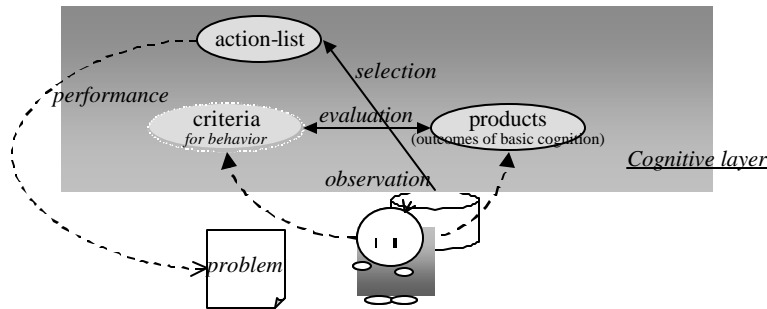 action-list
selection
performance
evaluation
criteria
for behavior
products
(outcomes of basic cognition)
Cognitive layer
observation
problem